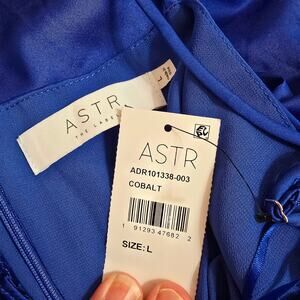 ASTR
THE LABEL
L
ASTR
ADR101338-003
COBALT
1 91293 47682 2
SIZE: L